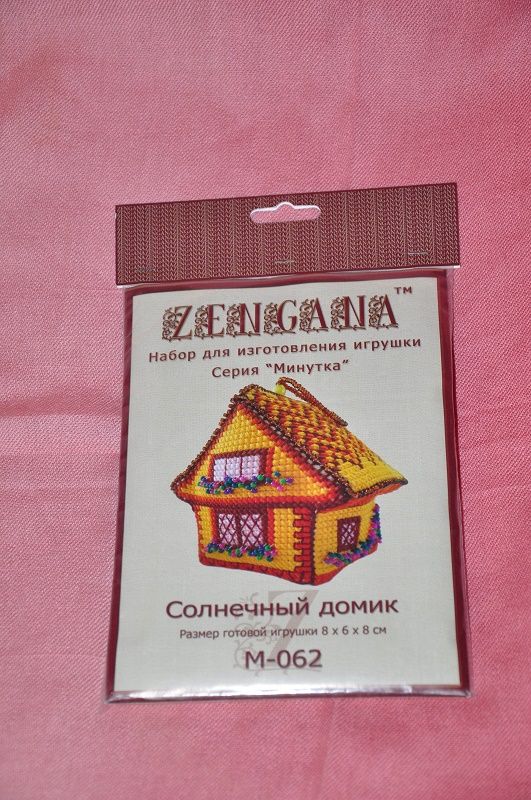 ZENGANA™
Набор для изготовления игрушки
Серия "Минутка"
Солнечный домик
Размер готовой игрушки 8 х 6 х 8 см
М-062